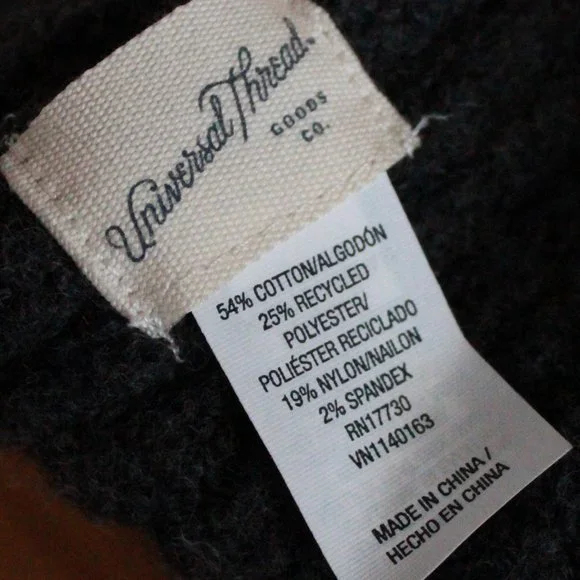 Universal Thread.
GOODS
CO.
54% COTTON/ALGODÓN
25% RECYCLED
POLYESTER/
POLIÉSTER RECICLADO
19% NYLON/NAILON
2% SPANDEX
RN17730
VN1140163
MADE IN CHINA /
HECHO EN CHINA